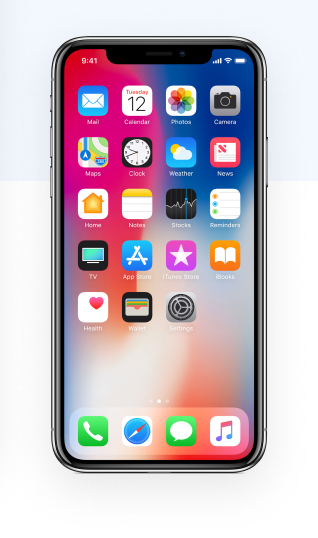 9:41
Tuesday
12
Mail Calendar Photos Camera
Maps Clock Weather News
Home Notes Stocks Reminders
TV App Store iTunes Store iBooks
Health Wallet Settings